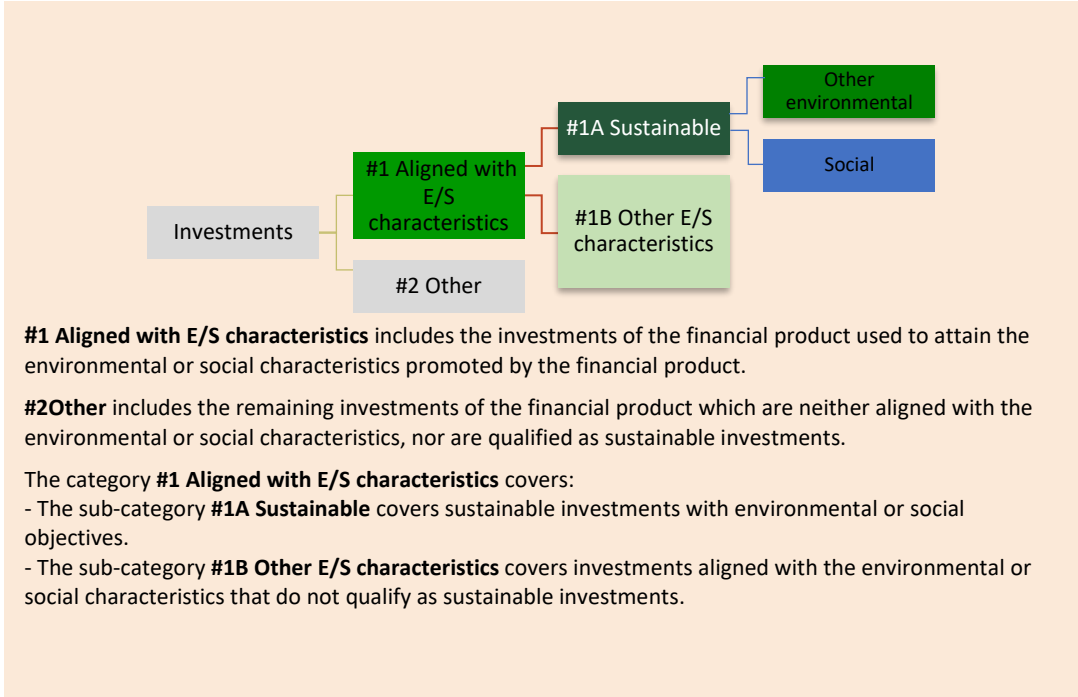 Other
environmental
#1A Sustainable
Social
#1 Aligned with
E/S
characteristics
#1B Other E/S
characteristics
Investments
#2 Other
#1 Aligned with E/S characteristics includes the investments of the financial product used to attain the
environmental or social characteristics promoted by the financial product.
#2Other includes the remaining investments of the financial product which are neither aligned with the
environmental or social characteristics, nor are qualified as sustainable investments.
The category #1 Aligned with E/S characteristics covers:
- The sub-category #1A Sustainable covers sustainable investments with environmental or social
objectives.
- The sub-category #1B Other E/S characteristics covers investments aligned with the environmental or
social characteristics that do not qualify as sustainable investments.